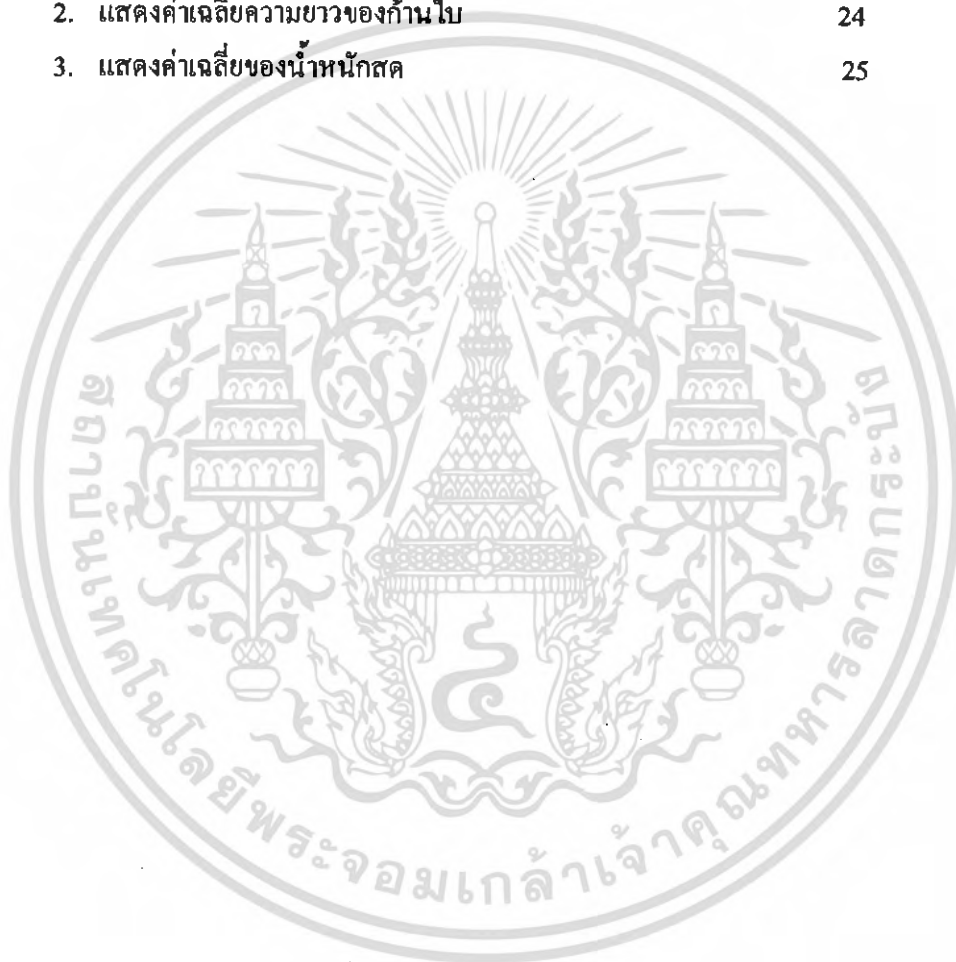 2. แสดงค่าเฉลี่ยความยาวของก้านใบ 24
3. แสดงค่าเฉลี่ยของน้ำหนักสด 25
๔
สถาบันเทคโนโลยีพระจอมเกล้าเจ้าคุณทหารลาดกระบัง